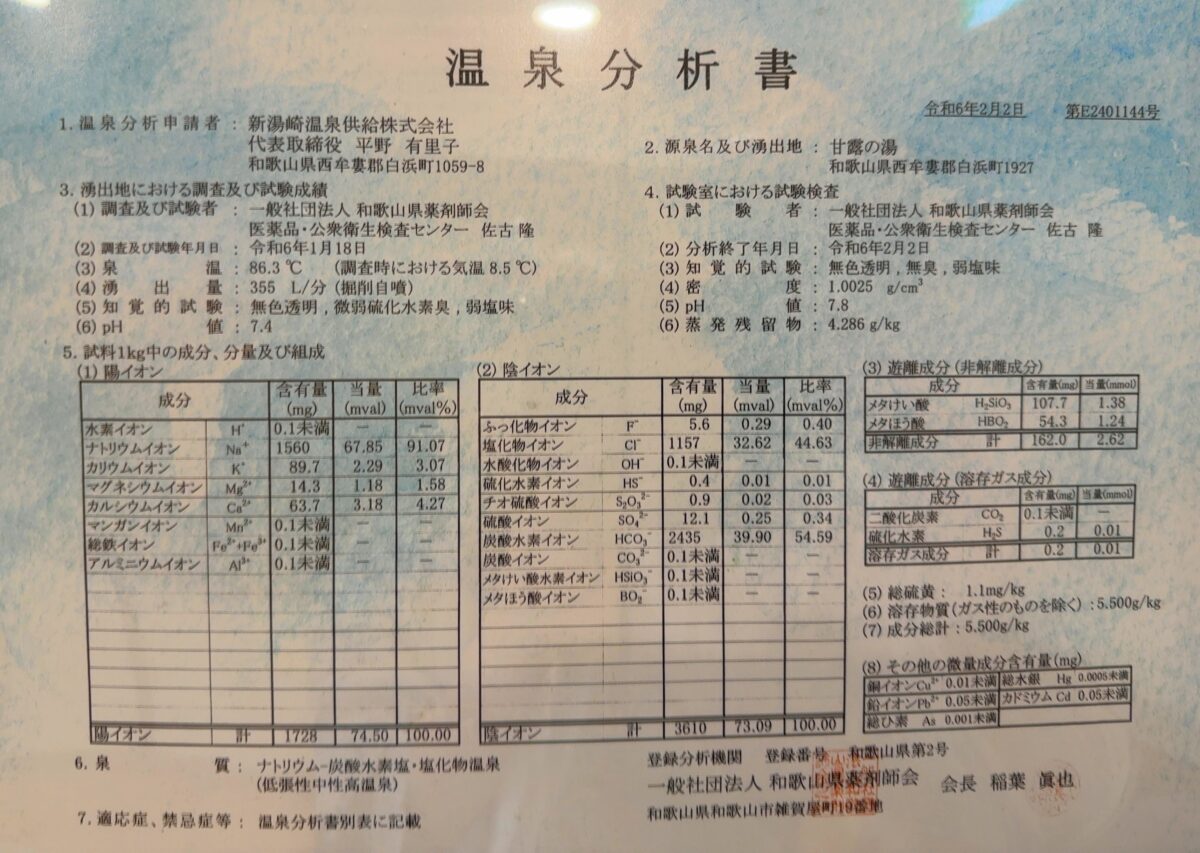 温泉分析書
令和6年2月2日 第E2401144号
1. 温泉分析申請者 : 新湯崎温泉供給株式会社
代表取締役 平野 有里子
和歌山県西牟婁郡白浜町1059-8
2. 源泉名及び湧出地 : 甘露の湯
和歌山県西牟婁郡白浜町1927
3. 湧出地における調査及び試験成績
(1) 調査及び試験者 : 一般社団法人 和歌山県薬剤師会
医薬品・公衆衛生検査センター 佐古 隆
(2) 調査及び試験年月日 : 令和6年1月18日
(3) 泉温 : 86.3 ℃ (調査時における気温 8.5 ℃)
(4) 湧出量 : 355 L/分 (掘削自噴)
(5) 知覚的試験 : 無色透明 , 微弱硫化水素臭 , 弱塩味
(6) pH値 : 7.4
4. 試験室における試験検査
(1) 試験者 : 一般社団法人 和歌山県薬剤師会
医薬品・公衆衛生検査センター 佐古 隆
(2) 分析終了年月日 : 令和6年2月2日
(3) 知覚的試験 : 無色透明 , 無臭 , 弱塩味
(4) 密度 : 1.0025 g/cm³
(5) pH値 : 7.8
(6) 蒸発残留物 : 4.286 g/kg
5. 試料1kg中の成分、分量及び組成
(1) 陽イオン
成分 含有量(mg) 当量(mval) 比率(mval%)
水素イオン H⁺ 0.1未満 － －
ナトリウムイオン Na⁺ 1560 67.85 91.07
カリウムイオン K⁺ 89.7 2.29 3.07
マグネシウムイオン Mg²⁺ 14.3 1.18 1.58
カルシウムイオン Ca²⁺ 63.7 3.18 4.27
マンガンイオン Mn²⁺ 0.1未満 － －
総鉄イオン Fe²⁺+Fe³⁺ 0.1未満 － －
アルミニウムイオン Al³⁺ 0.1未満 － －
陽イオン 計 1728 74.50 100.00
(2) 陰イオン
成分 含有量(mg) 当量(mval) 比率(mval%)
ふっ化物イオン F⁻ 5.6 0.29 0.40
塩化物イオン Cl⁻ 1157 32.62 44.63
水酸化物イオン OH⁻ 0.1未満 － －
硫化水素イオン HS⁻ 0.4 0.01 0.01
チオ硫酸イオン S₂O₃²⁻ 0.9 0.02 0.03
硫酸イオン SO₄²⁻ 12.1 0.25 0.34
炭酸水素イオン HCO₃⁻ 2435 39.90 54.59
炭酸イオン CO₃²⁻ 0.1未満 － －
メタけい酸水素イオン HSiO₃⁻ 0.1未満 － －
メタほう酸イオン BO₂⁻ 0.1未満 － －
陰イオン 計 3610 73.09 100.00
(3) 遊離成分 (非解離成分)
成分 含有量(mg) 当量(mmol)
メタけい酸 H₂SiO₃ 107.7 1.38
メタほう酸 HBO₂ 54.3 1.24
非解離成分 計 162.0 2.62
(4) 遊離成分 (溶存ガス成分)
成分 含有量(mg) 当量(mmol)
二酸化炭素 CO₂ 0.1未満 －
硫化水素 H₂S 0.2 0.01
溶存ガス成分 計 0.2 0.01
(5) 総硫黄 : 1.1mg/kg
(6) 溶存物質 (ガス性のものを除く) : 5.500g/kg
(7) 成分総計 : 5.500g/kg
(8) その他の微量成分含有量(mg)
銅イオンCu²⁺ 0.01未満 総水銀 Hg 0.0005未満
鉛イオンPb²⁺ 0.05未満 カドミウム Cd 0.05未満
総ひ素 As 0.001未満
6. 泉質 : ナトリウム-炭酸水素塩・塩化物温泉
(低張性中性高温泉)
7. 適応症、禁忌症等 : 温泉分析書別表に記載
登録分析機関 登録番号 和歌山県第2号
一般社団法人 和歌山県薬剤師会 会長 稲葉 眞也
和歌山県和歌山市雑賀屋町19番地